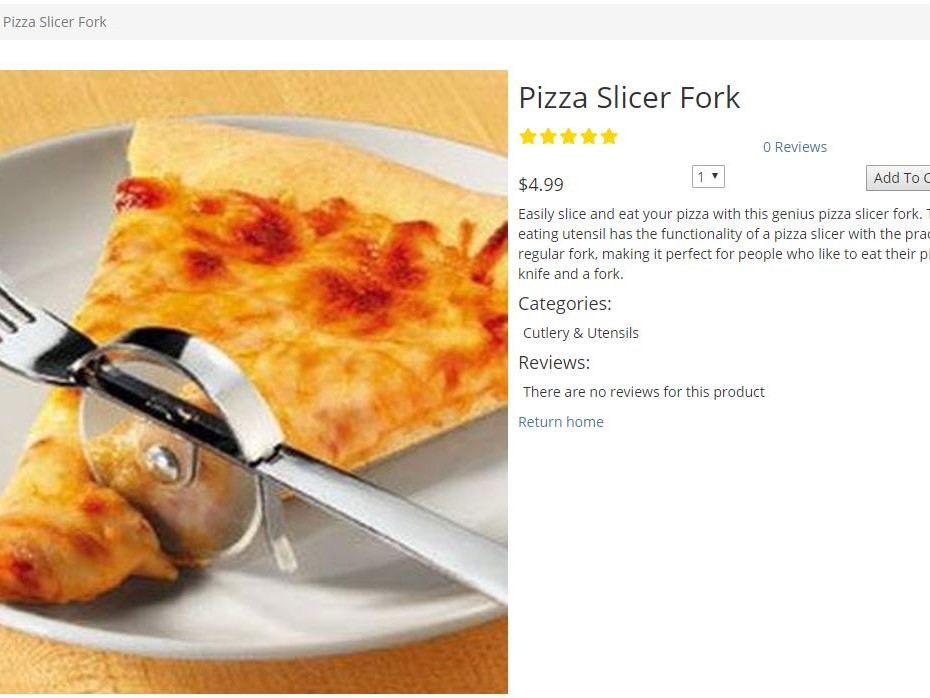 Pizza Slicer Fork
Pizza Slicer Fork
0 Reviews
$4.99
1
Add To
Easily slice and eat your pizza with this genius pizza slicer fork.
eating utensil has the functionality of a pizza slicer with the
regular fork, making it perfect for people who like to eat their
knife and a fork.
Categories:
Cutlery & Utensils
Reviews:
There are no reviews for this product
Return home